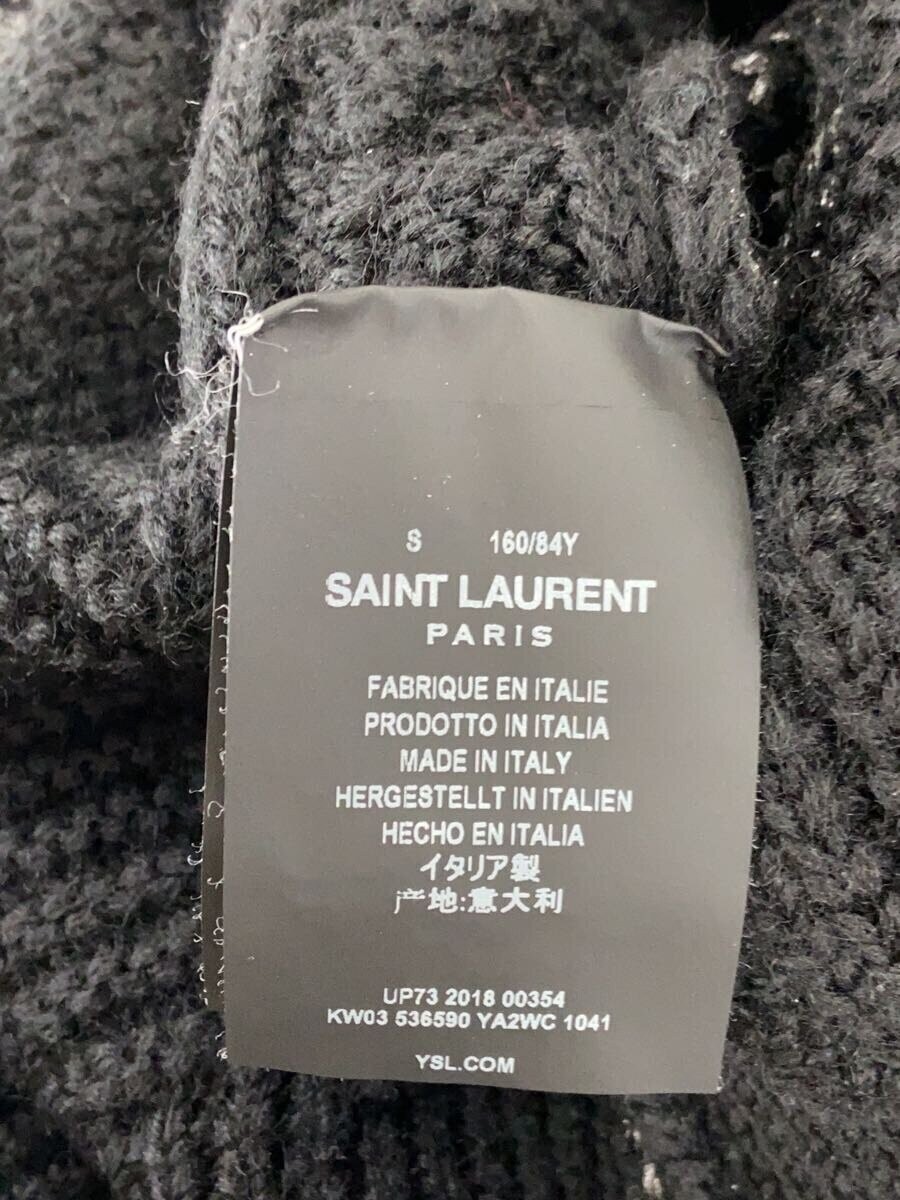 S 160/84Y
SAINT LAURENT
PARIS
FABRIQUE EN ITALIE
PRODOTTO IN ITALIA
MADE IN ITALY
HERGESTELLT IN ITALIEN
HECHO EN ITALIA
イタリア製
产地:意大利
UP73 2018 00354
KW03 536590 YA2WC 1041
YSL.COM